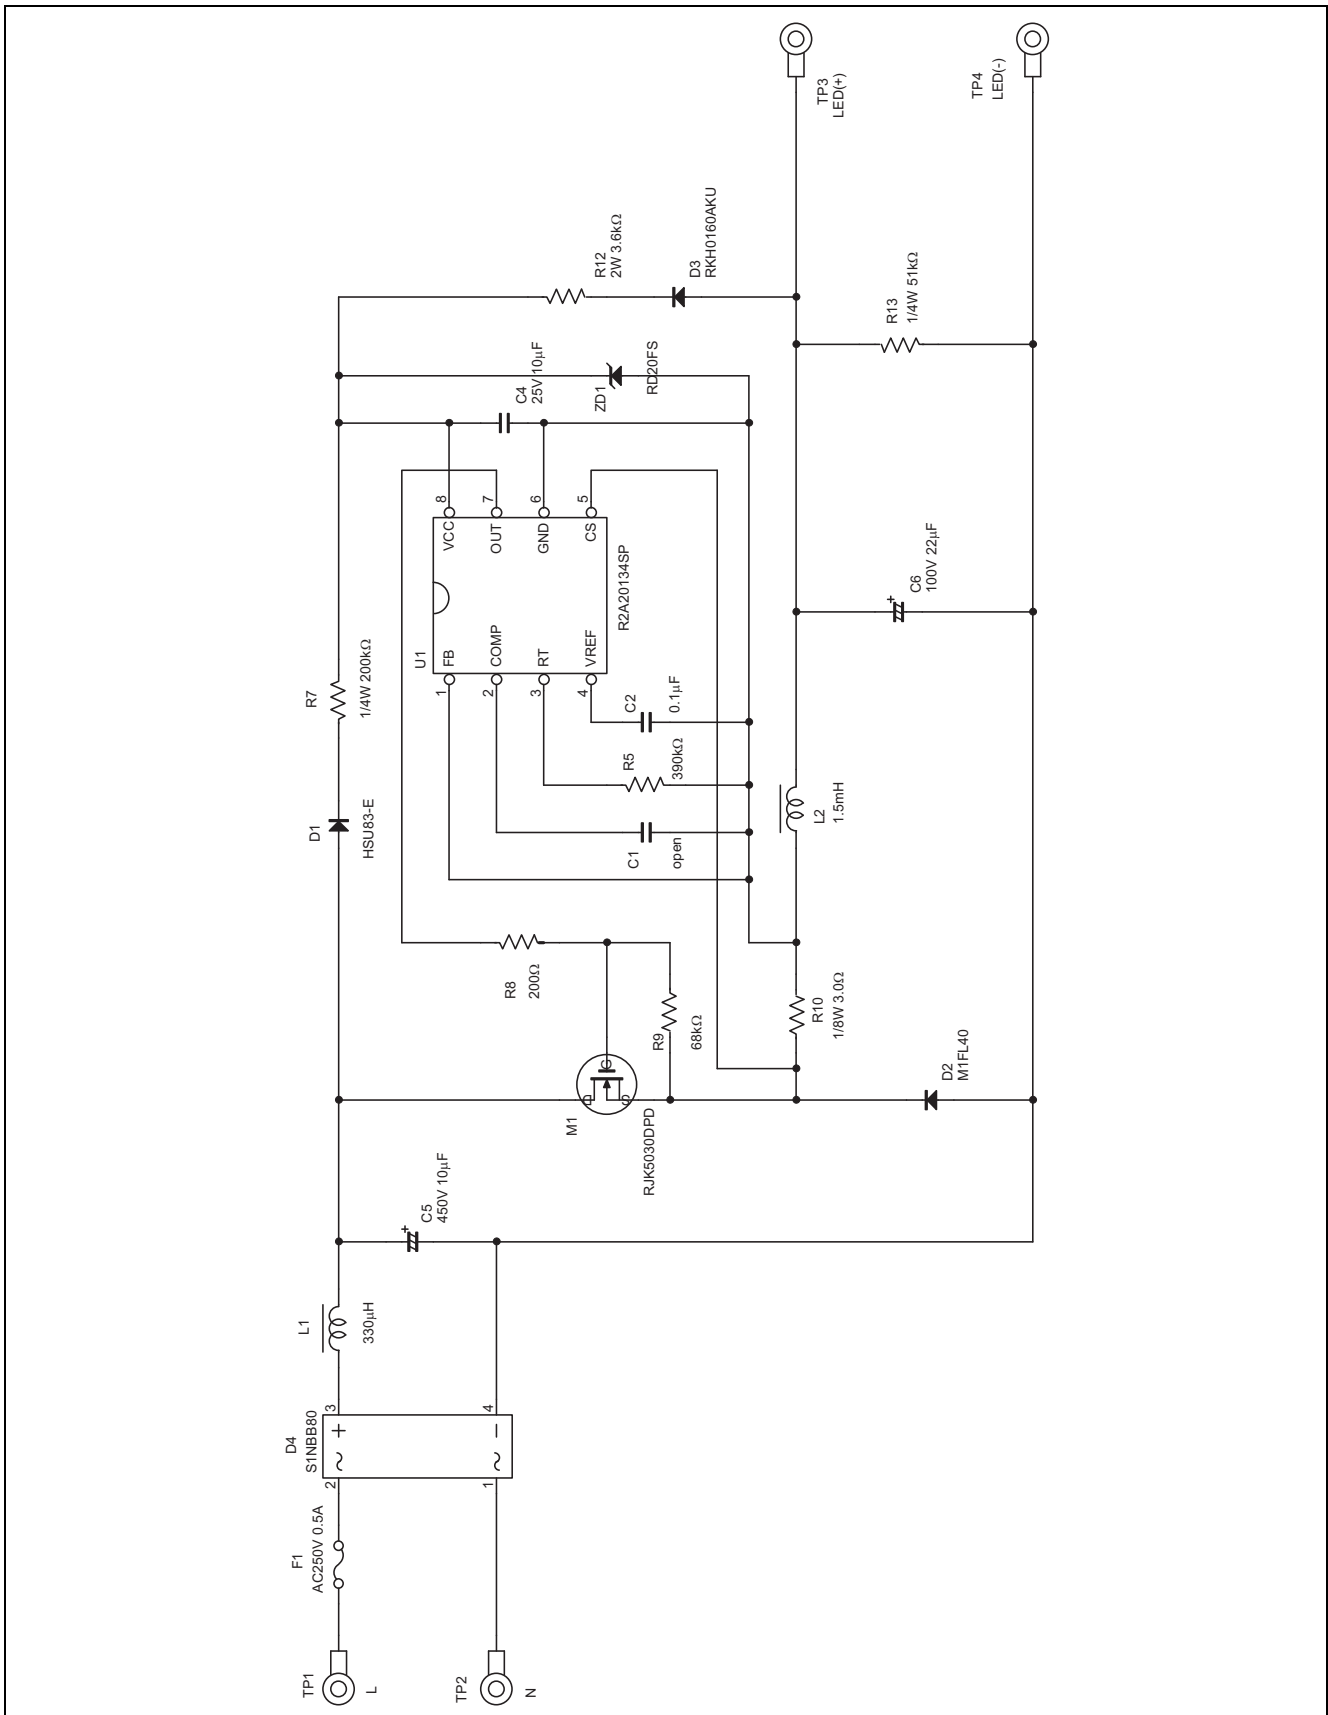 TP1
L
TP2
N
F1
AC250V 0.5A
D4
S1NBB80
2
1
3
4
~
~
+
−
L1
330μH
C5
+
450V 10μF
D1
HSU83-E
R7
1/4W 200kΩ
M1
D
G
S
RJK5030DPD
R8
200Ω
R9
68kΩ
R10
1/8W 3.0Ω
D2
M1FL40
C1
open
R5
390kΩ
C2
0.1μF
L2
1.5mH
U1
1
FB
2
COMP
3
RT
4
VREF
8
VCC
7
OUT
6
GND
5
CS
R2A20134SP
C4
25V 10μF
ZD1
RD20FS
R12
2W 3.6kΩ
D3
RKH0160AKU
C6
+
100V 22μF
R13
1/4W 51kΩ
TP3
LED(+)
TP4
LED(-)